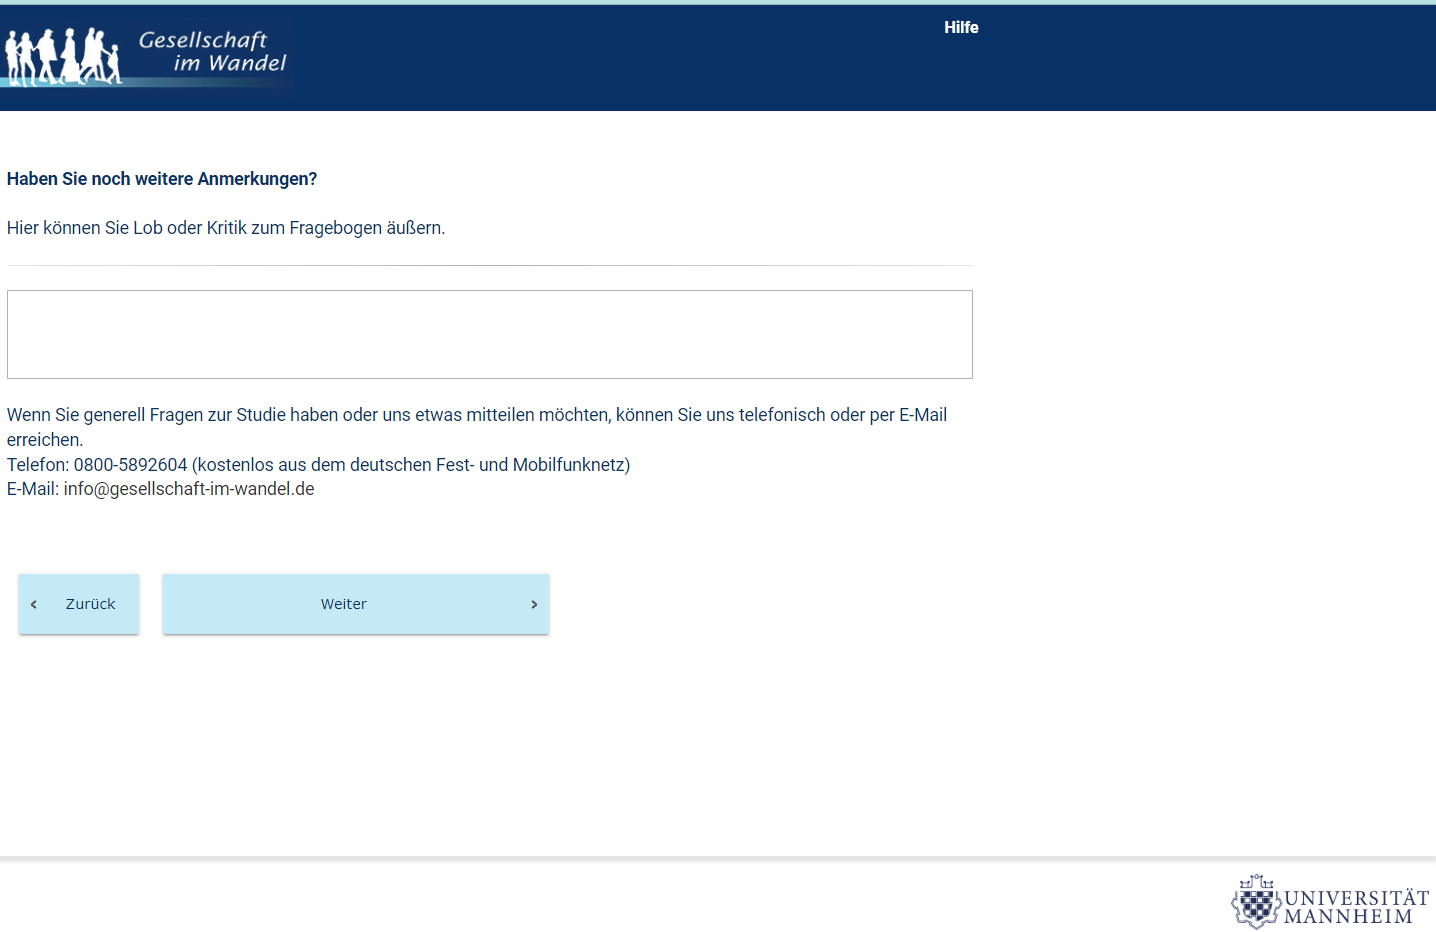 Gesellschaft
im Wandel
Hilfe
Haben Sie noch weitere Anmerkungen?
Hier können Sie Lob oder Kritik zum Fragebogen äußern.
Wenn Sie generell Fragen zur Studie haben oder uns etwas mitteilen möchten, können Sie uns telefonisch oder per E-Mail
erreichen.
Telefon: 0800-5892604 (kostenlos aus dem deutschen Fest- und Mobilfunknetz)
E-Mail: info@gesellschaft-im-wandel.de
Zurück
Weiter
UNIVERSITÄT
MANNHEIM